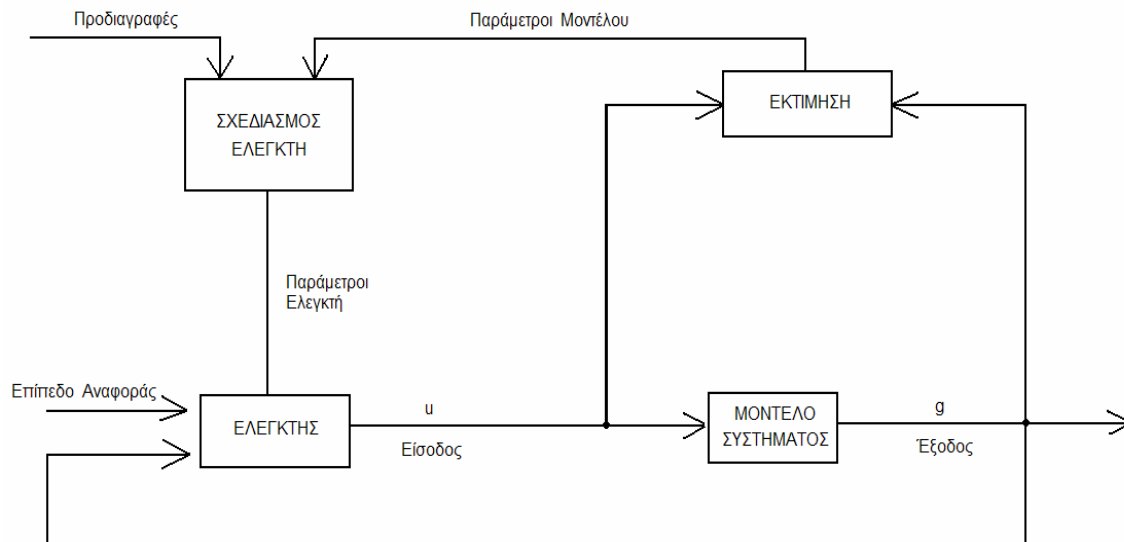 Προδιαγραφές
Παράμετροι Μοντέλου
ΣΧΕΔΙΑΣΜΟΣ
ΕΛΕΓΚΤΗ
ΕΚΤΙΜΗΣΗ
Παράμετροι
Ελεγκτή
Επίπεδο Αναφοράς
ΕΛΕΓΚΤΗΣ
u
Είσοδος
ΜΟΝΤΕΛΟ
ΣΥΣΤΗΜΑΤΟΣ
g
Έξοδος